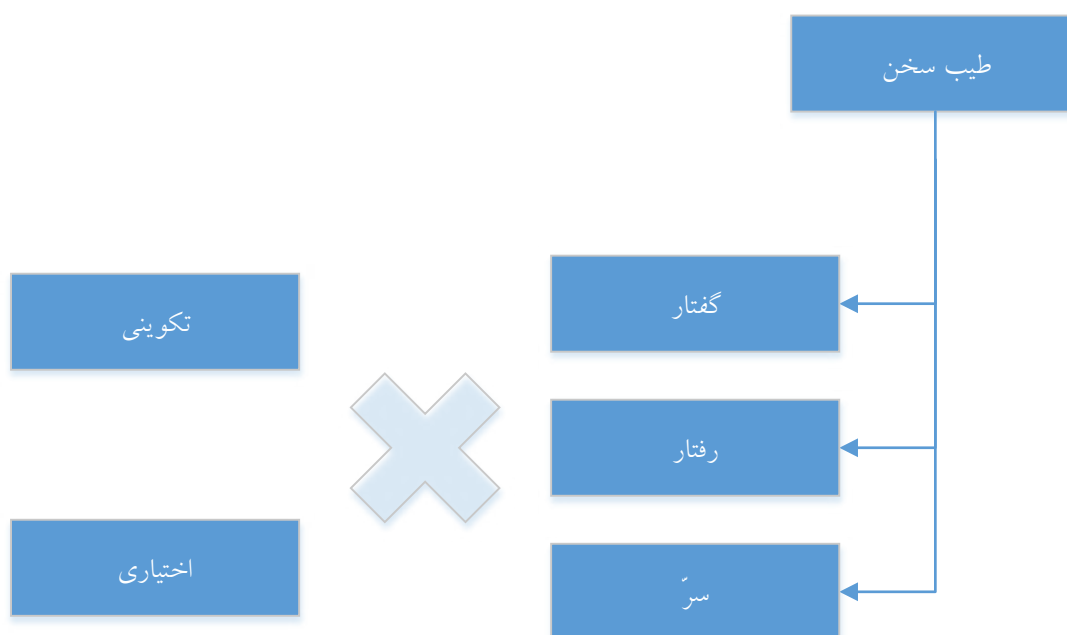 طیب سخن
گفتار
تکوینی
رفتار
اختیاری
سرّ